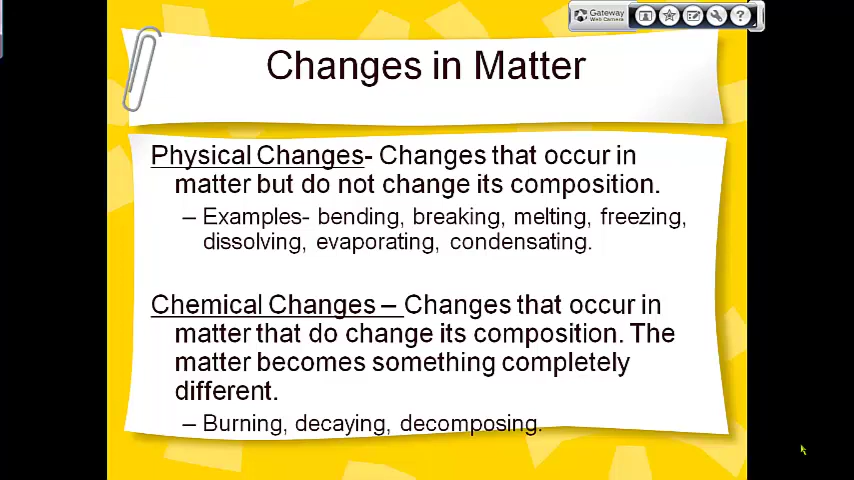 Gateway
Web Camera
?
Changes in Matter
Physical Changes- Changes that occur in
matter but do not change its composition.
– Examples- bending, breaking, melting, freezing,
dissolving, evaporating, condensating.
Chemical Changes – Changes that occur in
matter that do change its composition. The
matter becomes something completely
different.
– Burning, decaying, decomposing.